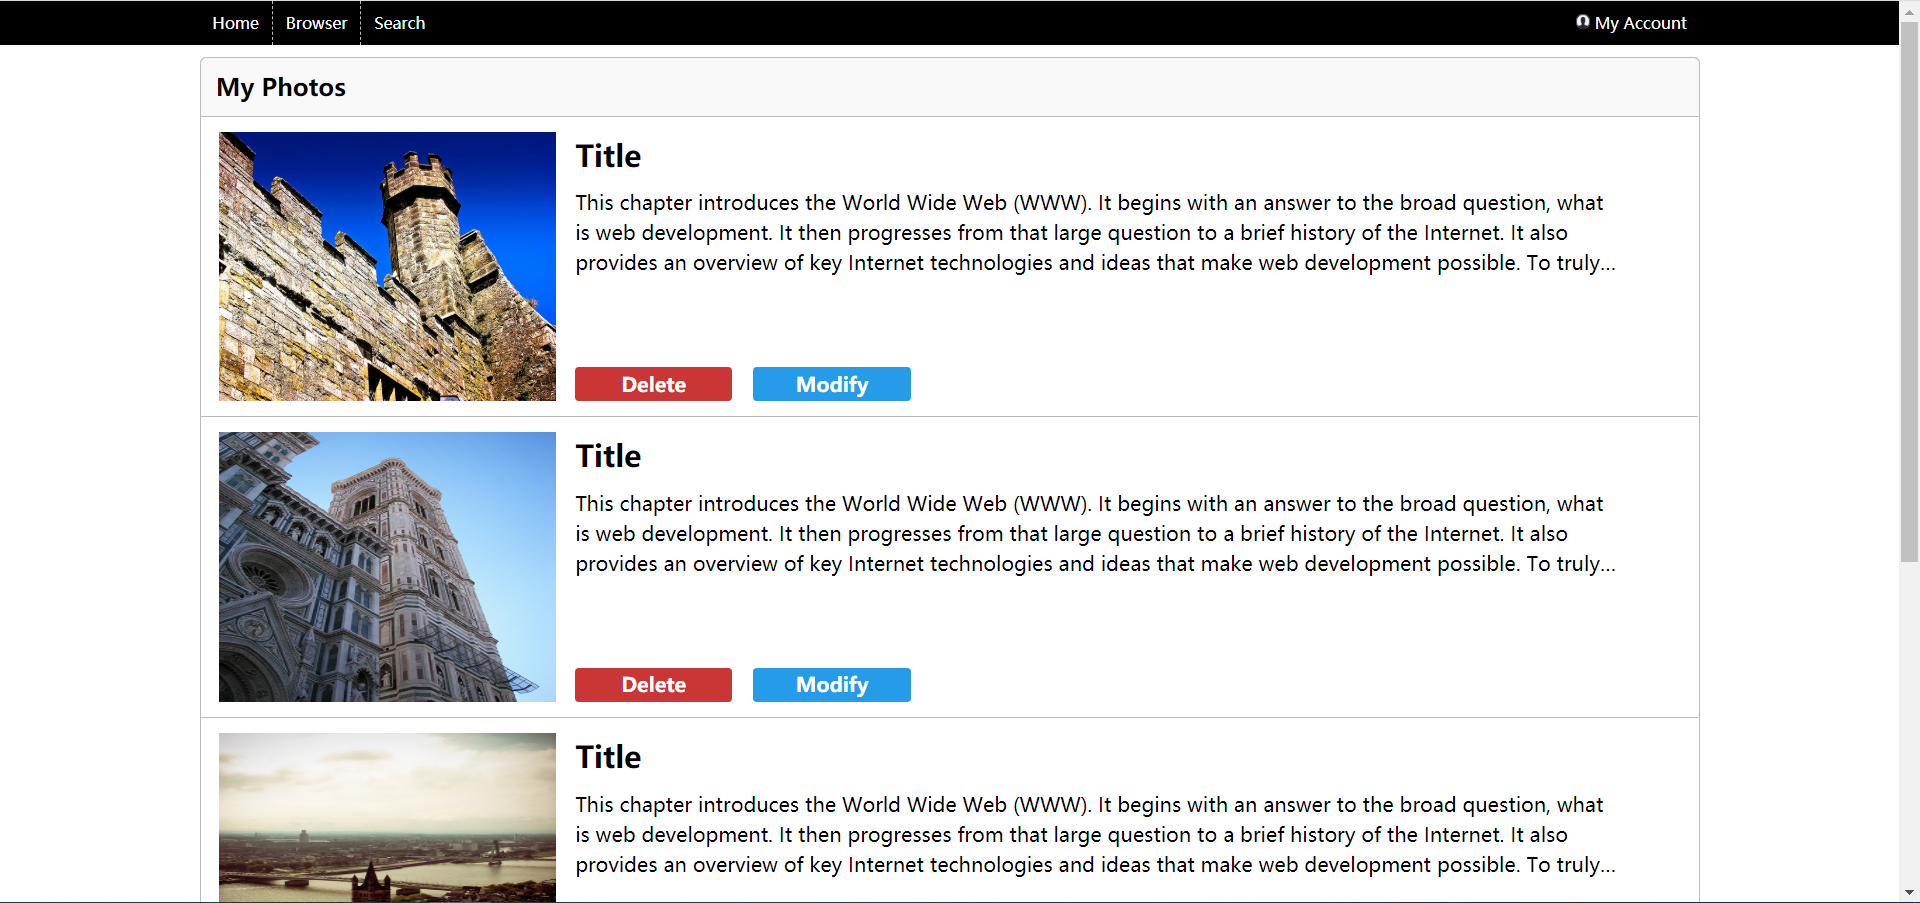 Home Browser Search My Account
My Photos
Title
This chapter introduces the World Wide Web (WWW). It begins with an answer to the broad question, what
is web development. It then progresses from that large question to a brief history of the Internet. It also
provides an overview of key Internet technologies and ideas that make web development possible. To truly...
Delete Modify
Title
This chapter introduces the World Wide Web (WWW). It begins with an answer to the broad question, what
is web development. It then progresses from that large question to a brief history of the Internet. It also
provides an overview of key Internet technologies and ideas that make web development possible. To truly...
Delete Modify
Title
This chapter introduces the World Wide Web (WWW). It begins with an answer to the broad question, what
is web development. It then progresses from that large question to a brief history of the Internet. It also
provides an overview of key Internet technologies and ideas that make web development possible. To truly...